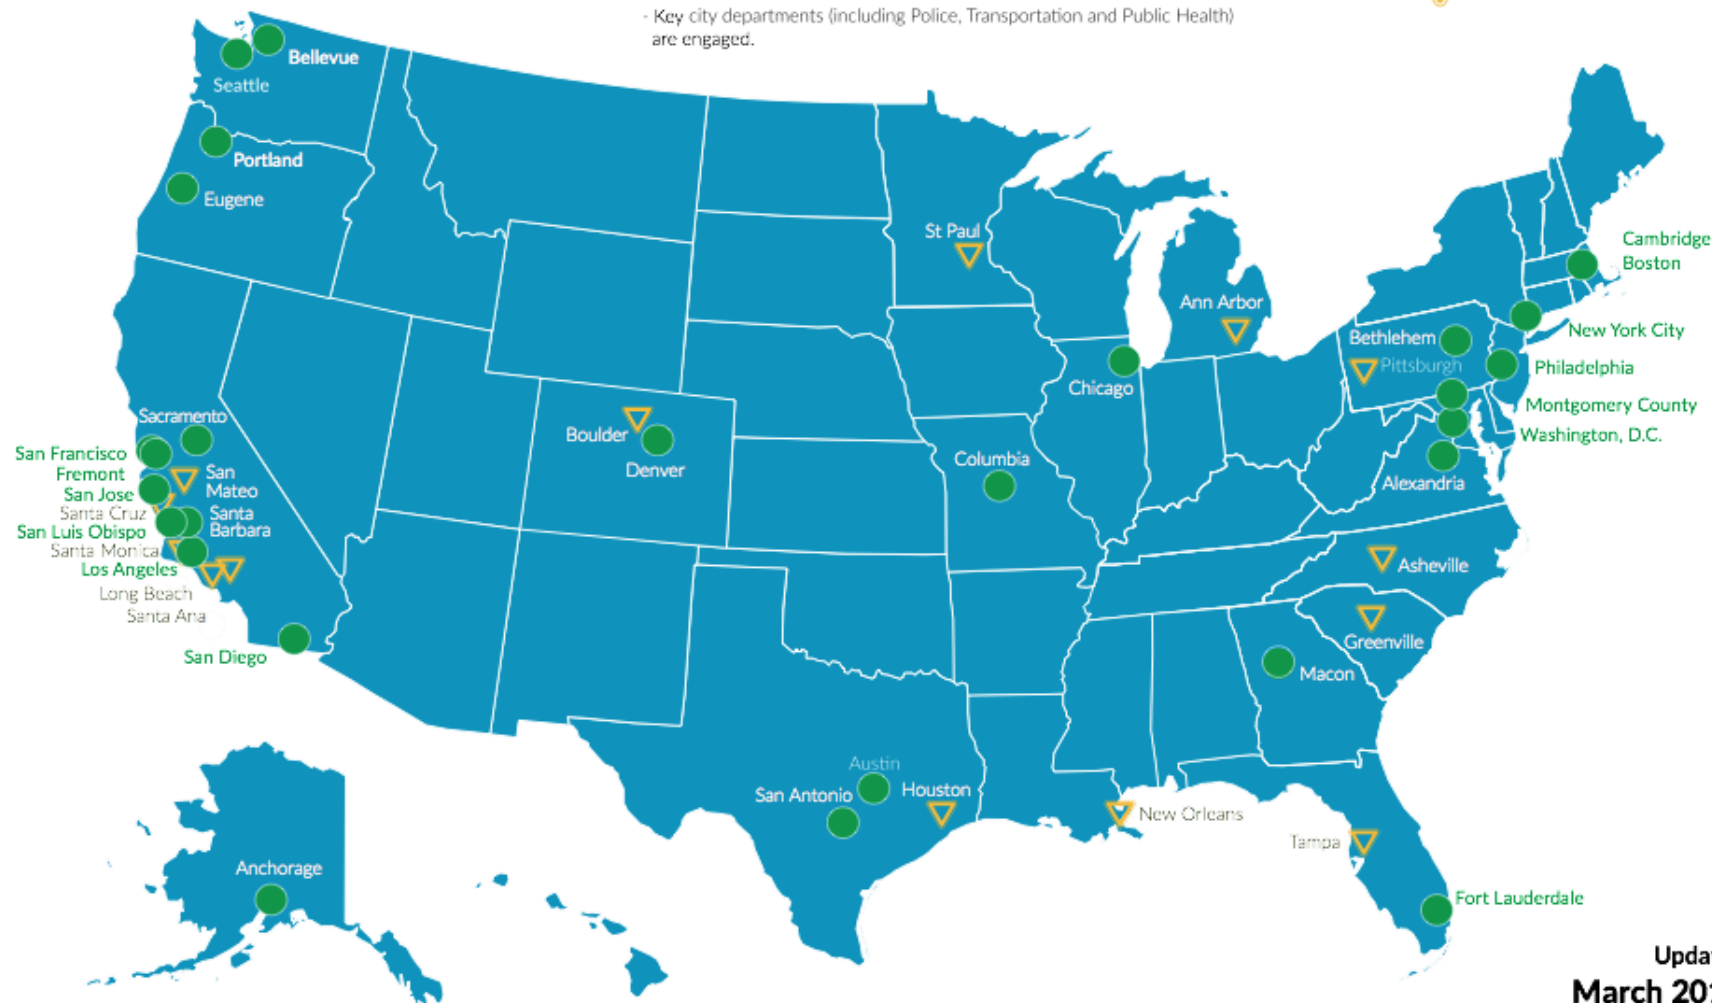 - Key city departments (including Police, Transportation and Public Health)
are engaged.
Bellevue
Seattle
Portland
Eugene
St Paul
Ann Arbor
Cambridge
Boston
New York City
Bethlehem
Pittsburgh
Philadelphia
Chicago
Montgomery County
Washington, D.C.
Alexandria
Sacramento
San Francisco
Fremont
San Jose
San
Mateo
Santa Cruz
Santa
Barbara
San Luis Obispo
Santa Monica
Los Angeles
Long Beach
Santa Ana
San Diego
Boulder
Denver
Columbia
Asheville
Greenville
Macon
Austin
San Antonio
Houston
New Orleans
Tampa
Fort Lauderdale
Anchorage
March